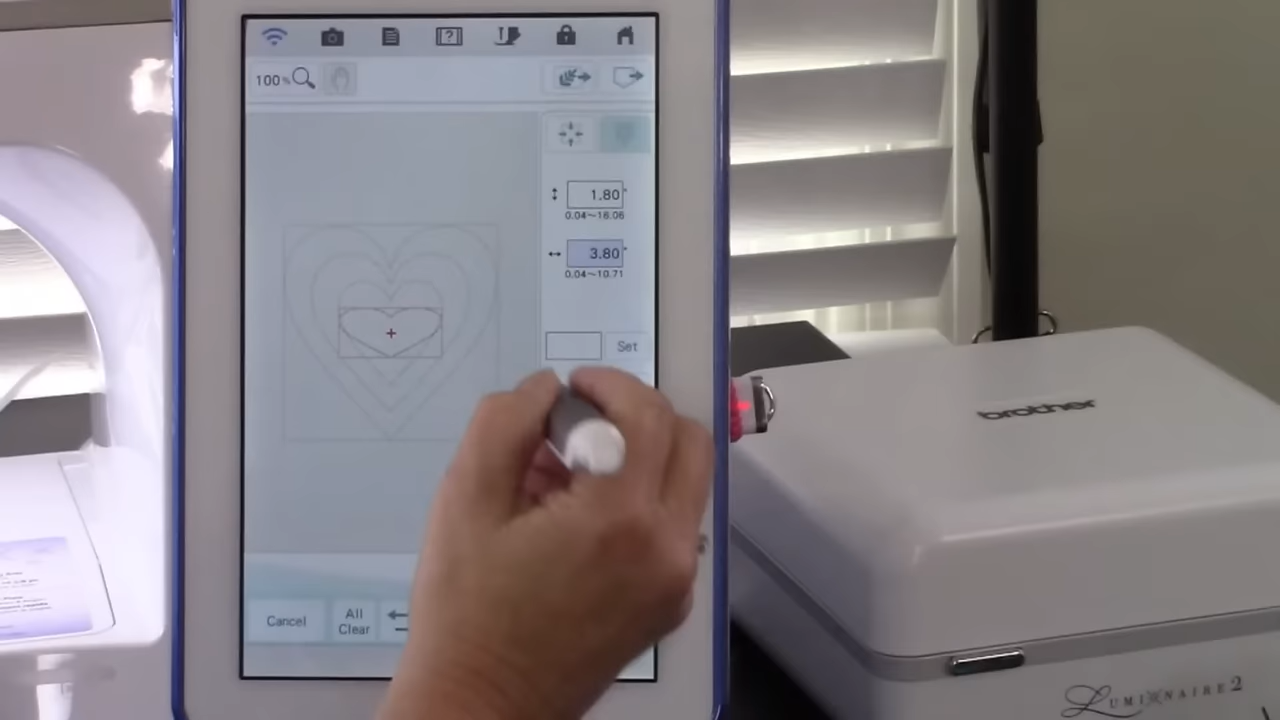 100%
1.80"
0.04~18.06
3.80"
0.04~10.71
Set
Cancel
All
Clear
brother
LUMINAIRE 2